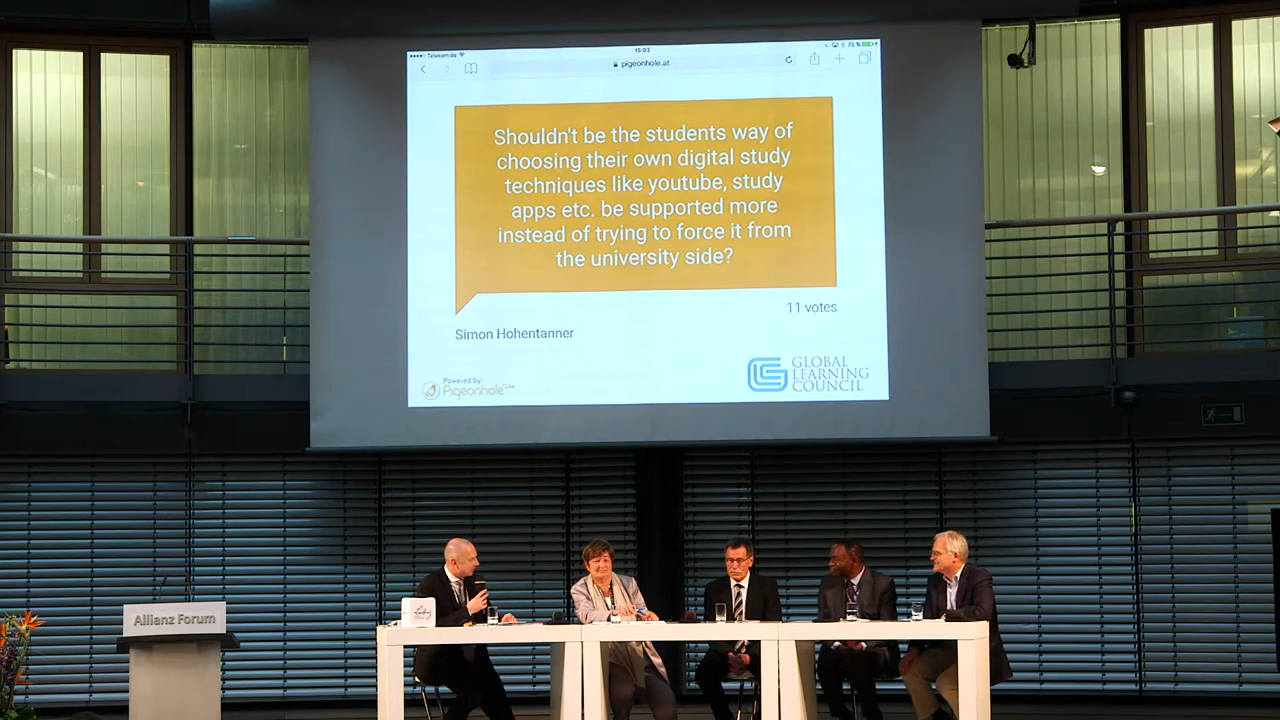 Telekom.de
15:03
78 %
pigeonhole.at
Shouldn't be the students way of
choosing their own digital study
techniques like youtube, study
apps etc. be supported more
instead of trying to force it from
the university side?
11 votes
Simon Hohentanner
Powered by:
Pigeonhole Live
GLOBAL
LEARNING
COUNCIL
Allianz Forum